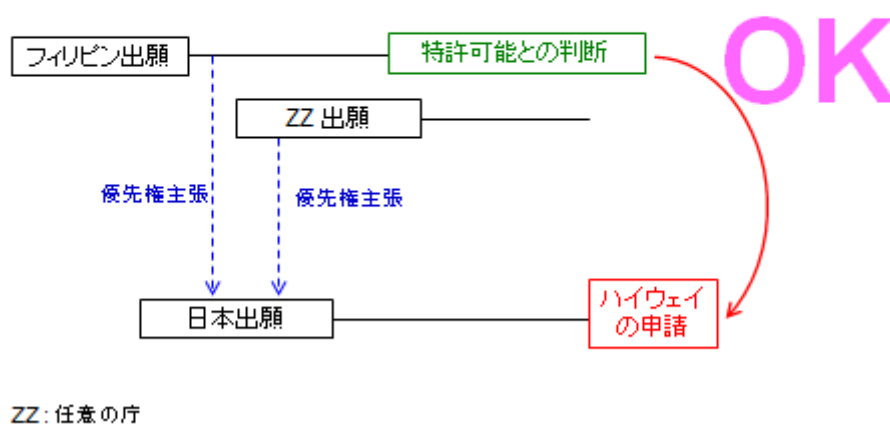 OK
フィリピン出願
特許可能との判断
ZZ 出願
優先権主張
優先権主張
日本出願
ハイウェイ
の申請
ZZ:任意の庁